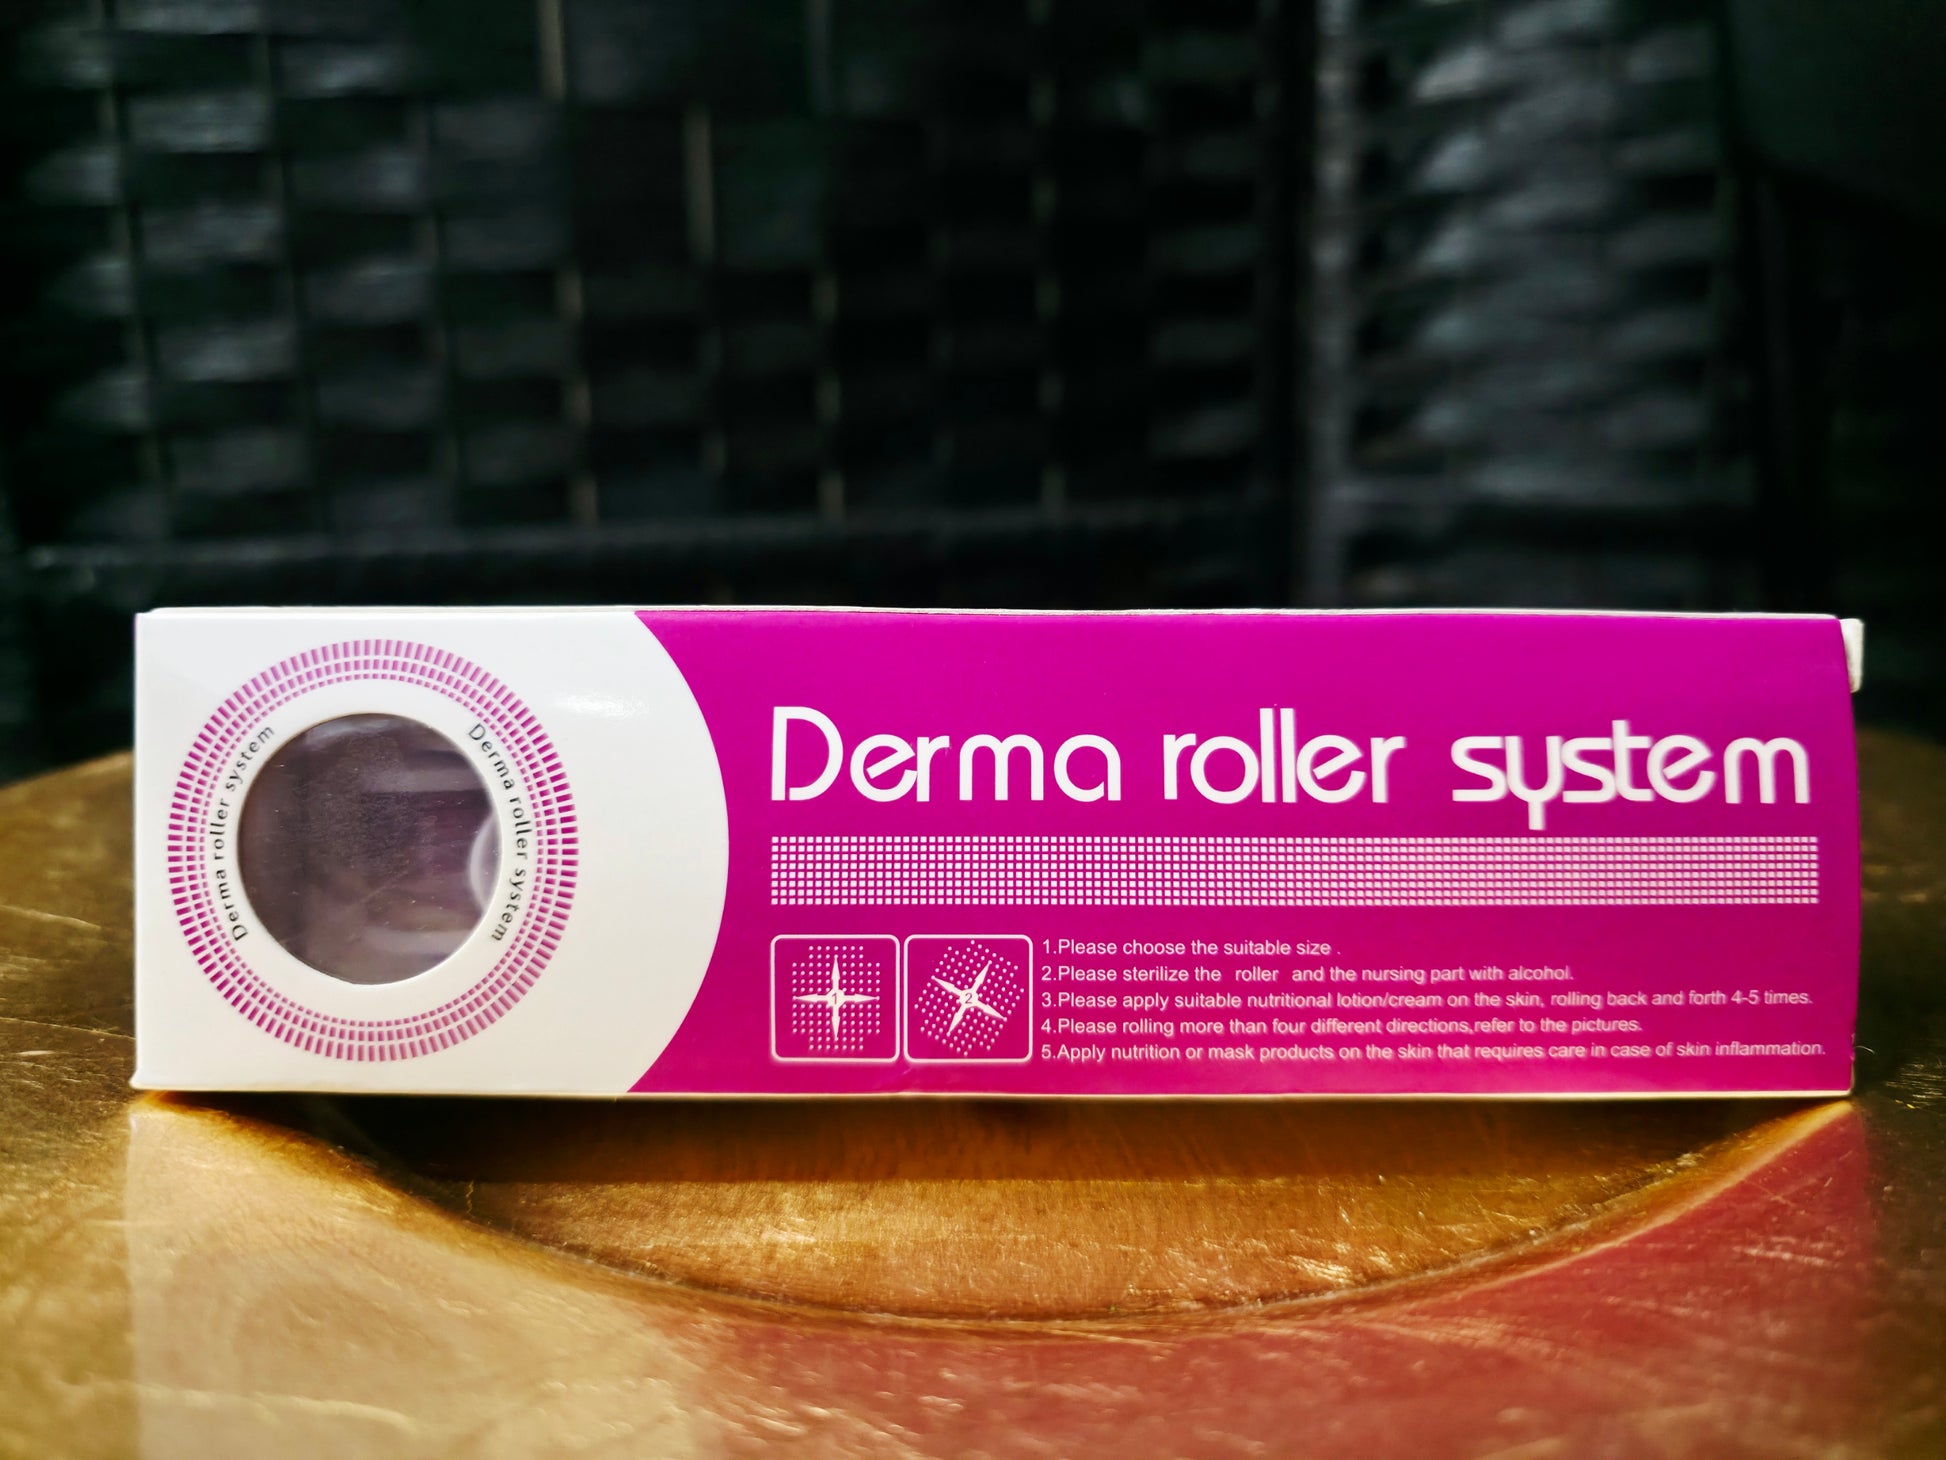 Derma roller system
Derma roller system
Derma roller system
1
2
1.Please choose the suitable size .
2.Please sterilize the roller and the nursing part with alcohol.
3.Please apply suitable nutritional lotion/cream on the skin, rolling back and forth 4-5 times.
4.Please rolling more than four different directions,refer to the pictures.
5.Apply nutrition or mask products on the skin that requires care in case of skin inflammation.